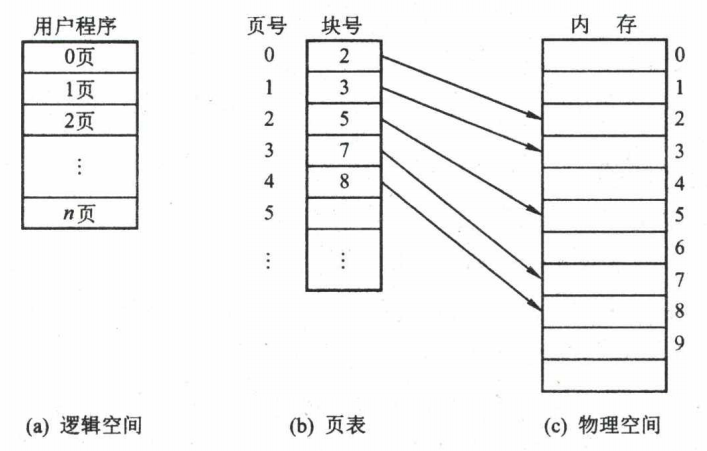 用户程序
0页
1页
2页
⋮
n页
(a) 逻辑空间
页号 块号
0 2
1 3
2 5
3 7
4 8
5
⋮ ⋮
(b) 页表
内 存
0
1
2
3
4
5
6
7
8
9
(c) 物理空间